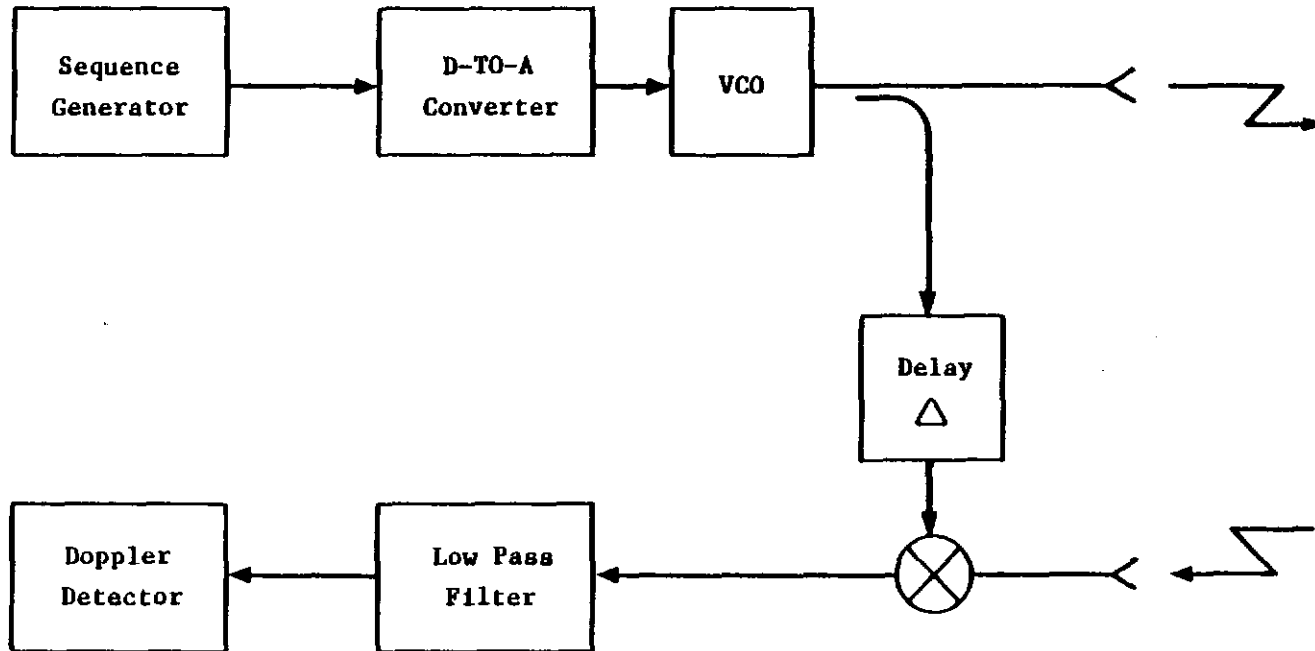 Sequence
Generator
D-TO-A
Converter
VCO
Delay
Δ
Doppler
Detector
Low Pass
Filter